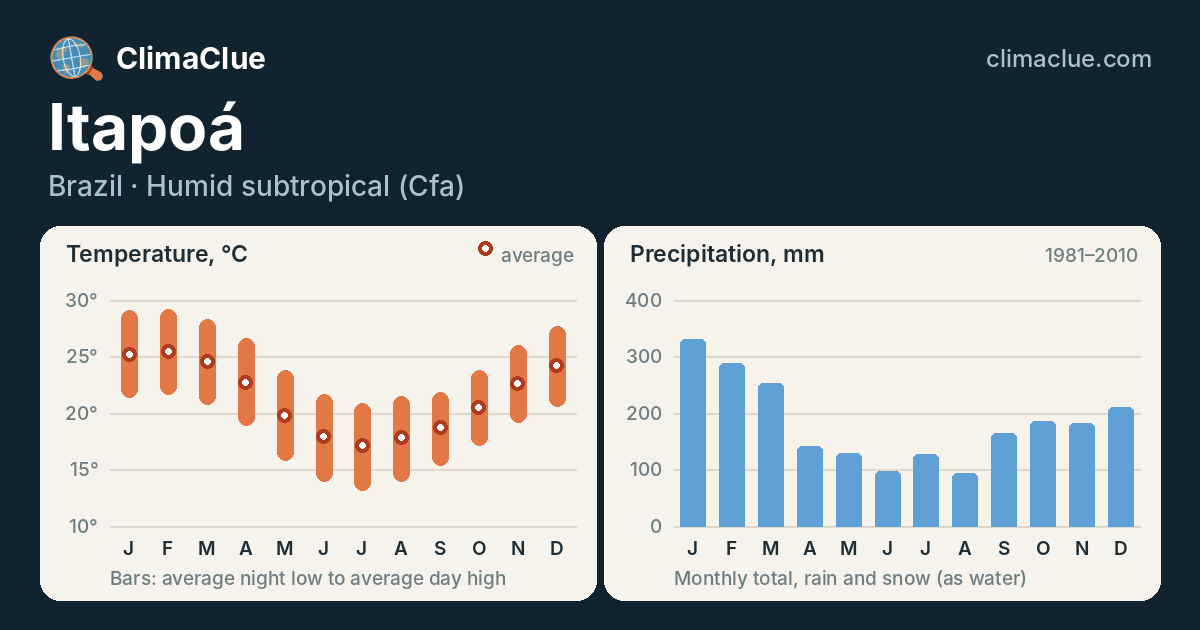 ClimaClue
climaclue.com
Itapoá
Brazil · Humid subtropical (Cfa)
Temperature, °C
average
30°
25°
20°
15°
10°
J F M A M J J A S O N D
Bars: average night low to average day high
Precipitation, mm
1981–2010
400
300
200
100
0
J F M A M J J A S O N D
Monthly total, rain and snow (as water)